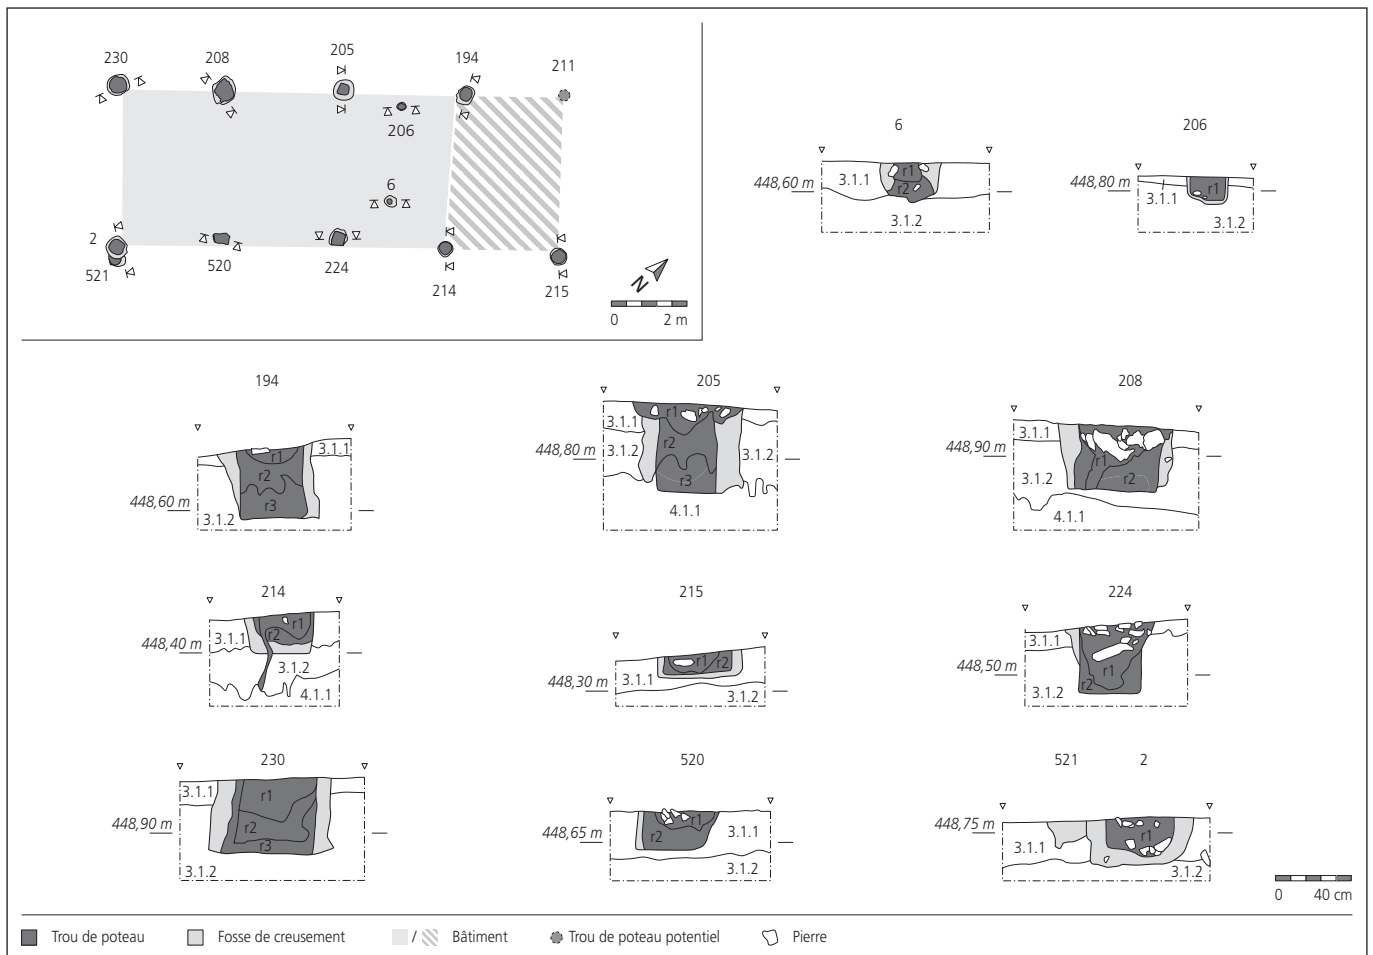 230
208
205
194
211
206
6
2
521
520
224
214
215
N
0 2 m
6
448,60 m
3.1.1
r1
r2
3.1.2
206
448,80 m
3.1.1
r1
3.1.2
194
3.1.1
r1
r2
448,60 m
r3
3.1.2
205
3.1.1
r1
r2
448,80 m
3.1.2
3.1.2
r3
4.1.1
208
3.1.1
448,90 m
r1
3.1.2
r2
4.1.1
214
r1
448,40 m
3.1.1
r2
3.1.2
4.1.1
215
r1
r2
448,30 m
3.1.1
3.1.2
224
3.1.1
448,50 m
r1
r2
3.1.2
230
3.1.1
r1
448,90 m
r2
r3
3.1.2
520
r1
448,65 m
r2
3.1.1
3.1.2
521 2
448,75 m
r1
3.1.1
3.1.2
0 40 cm
Trou de poteau Fosse de creusement / Bâtiment Trou de poteau potentiel Pierre